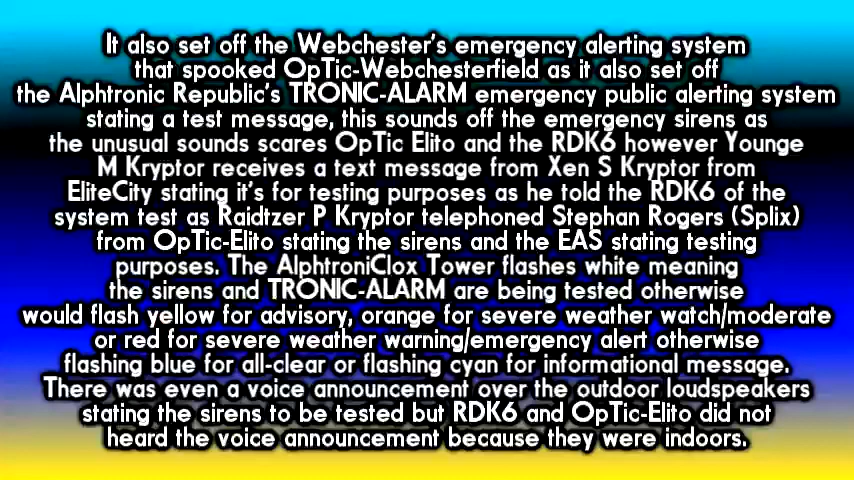 It also set off the Webchester's emergency alerting system
that spooked OpTic-Webchesterfield as it also set off
the Alphtronic Republic's TRONIC-ALARM emergency public alerting system
stating a test message, this sounds off the emergency sirens as
the unusual sounds scares OpTic Elito and the RDK6 however Younge
M Kryptor receives a text message from Xen S Kryptor from
EliteCity stating it's for testing purposes as he told the RDK6 of the
system test as Raidtzer P Kryptor telephoned Stephan Rogers (Splix)
from OpTic-Elito stating the sirens and the EAS stating testing
purposes. The AlphtroniClox Tower flashes white meaning
the sirens and TRONIC-ALARM are being tested otherwise
would flash yellow for advisory, orange for severe weather watch/moderate
or red for severe weather warning/emergency alert otherwise
flashing blue for all-clear or flashing cyan for informational message.
There was even a voice announcement over the outdoor loudspeakers
stating the sirens to be tested but RDK6 and OpTic-Elito did not
heard the voice announcement because they were indoors.